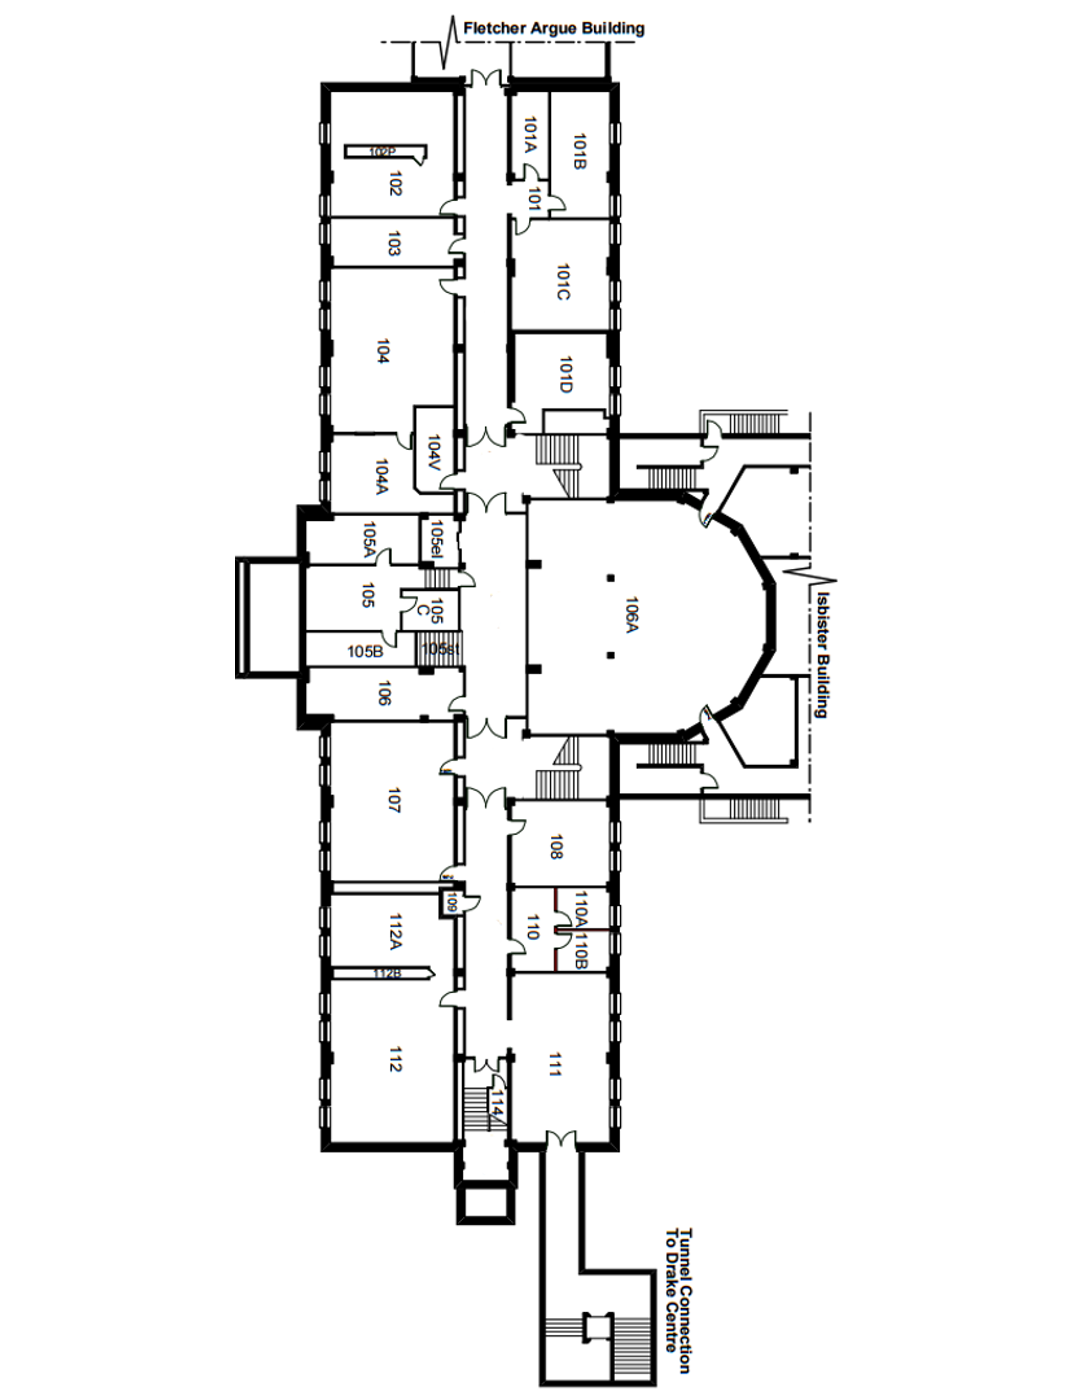 Fletcher Argue Building
101A
101B
102P
102
101
103
101C
104
101D
104V
104A
105A
105el
105
105
C
106A
Isbister Building
105B
105st
106
107
108
109
110A
112A
110
110B
112B
112
111
114
Tunnel Connection
To Drake Centre